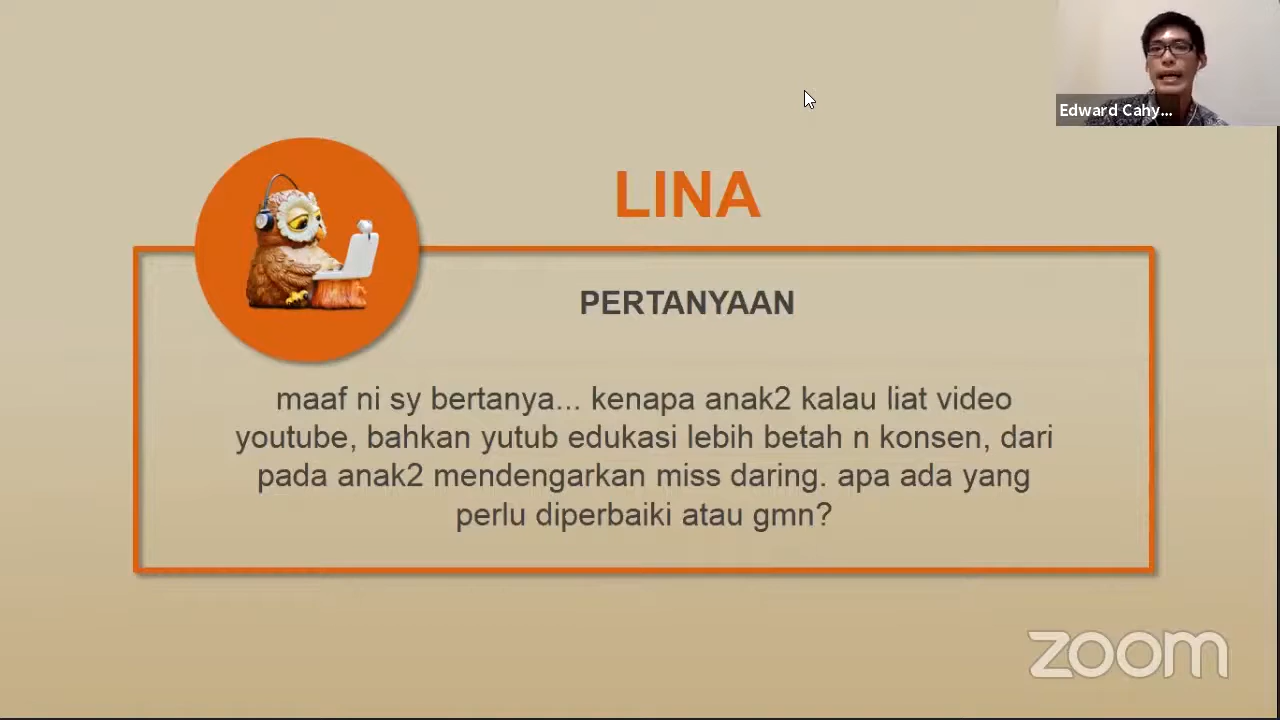 Edward Cahy...
LINA
PERTANYAAN
maaf ni sy bertanya... kenapa anak2 kalau liat video
youtube, bahkan yutub edukasi lebih betah n konsen, dari
pada anak2 mendengarkan miss daring. apa ada yang
perlu diperbaiki atau gmn?
zoom